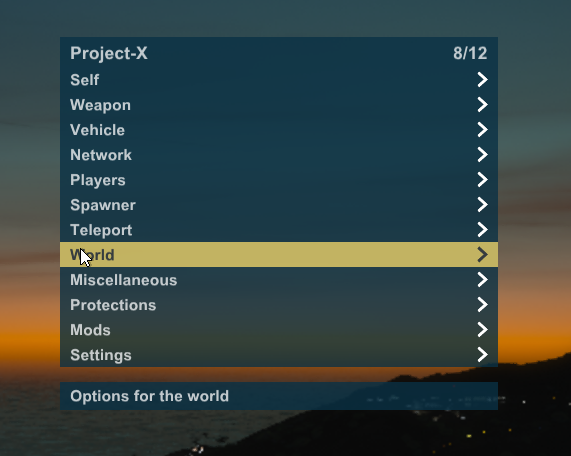 Project-X 8/12
Self
Weapon
Vehicle
Network
Players
Spawner
Teleport
World
Miscellaneous
Protections
Mods
Settings
Options for the world